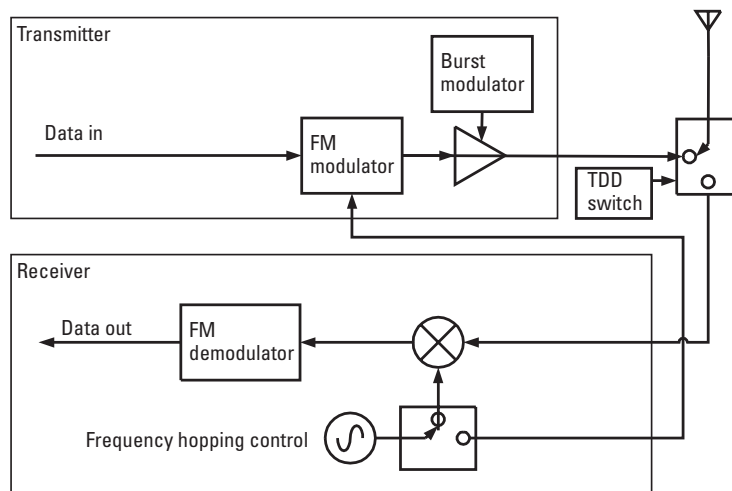 Transmitter
Burst
modulator
Data in
FM
modulator
TDD
switch
Receiver
Data out
FM
demodulator
Frequency hopping control